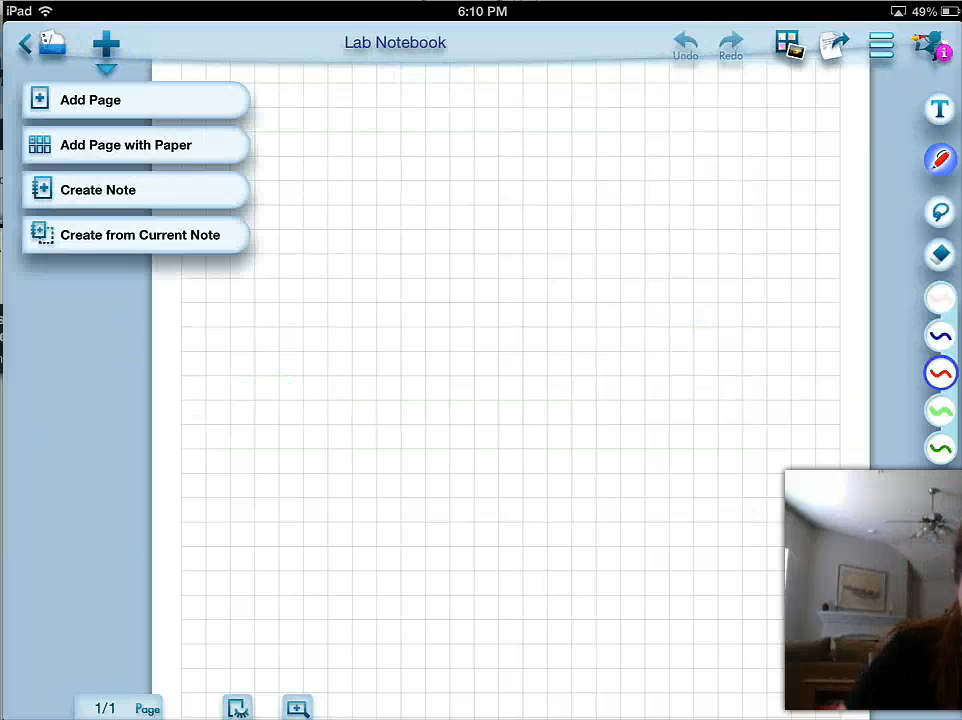 iPad 6:10 PM 49%
Lab Notebook
Undo Redo
i
T
Add Page
Add Page with Paper
Create Note
Create from Current Note
1/1 Page